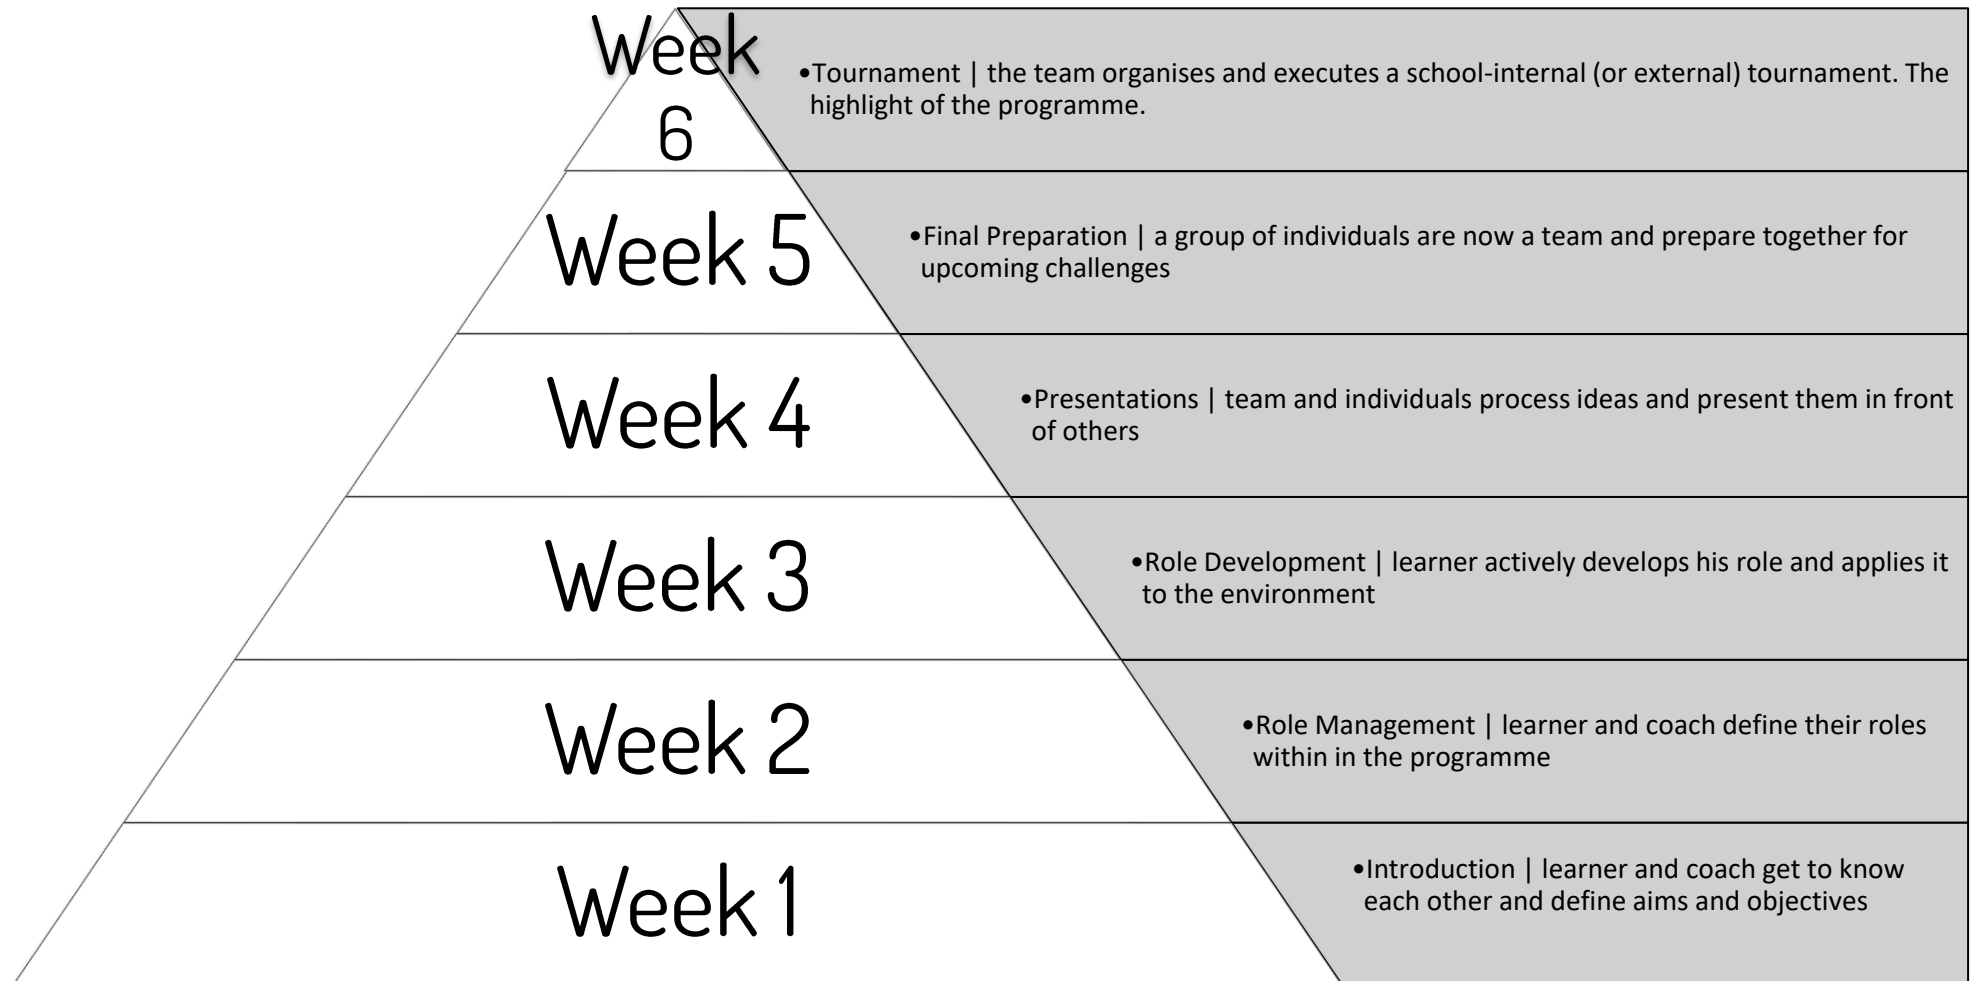 Week
6
•Tournament | the team organises and executes a school-internal (or external) tournament. The
highlight of the programme.
Week 5
•Final Preparation | a group of individuals are now a team and prepare together for
upcoming challenges
Week 4
•Presentations | team and individuals process ideas and present them in front
of others
Week 3
•Role Development | learner actively develops his role and applies it
to the environment
Week 2
•Role Management | learner and coach define their roles
within in the programme
Week 1
•Introduction | learner and coach get to know
each other and define aims and objectives